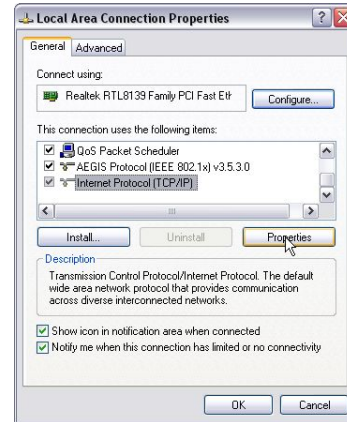 Local Area Connection Properties
General Advanced
Connect using:
Realtek RTL8139 Family PCI Fast Eth
Configure...
This connection uses the following items:
QoS Packet Scheduler
AEGIS Protocol (IEEE 802.1x) v3.5.3.0
Internet Protocol (TCP/IP)
Install... Uninstall Properties
Description
Transmission Control Protocol/Internet Protocol. The default
wide area network protocol that provides communication
across diverse interconnected networks.
Show icon in notification area when connected
Notify me when this connection has limited or no connectivity
OK Cancel